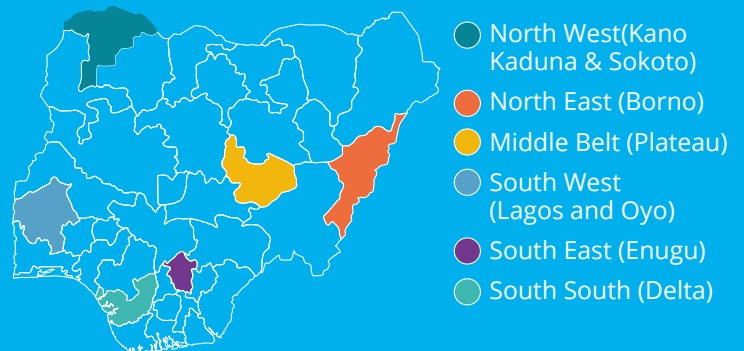 North West(Kano
Kaduna & Sokoto)
North East (Borno)
Middle Belt (Plateau)
South West
(Lagos and Oyo)
South East (Enugu)
South South (Delta)